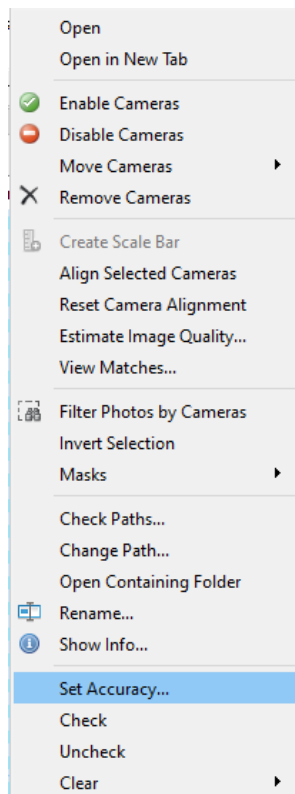 Open
Open in New Tab
Enable Cameras
Disable Cameras
Move Cameras
Remove Cameras
Create Scale Bar
Align Selected Cameras
Reset Camera Alignment
Estimate Image Quality...
View Matches...
Filter Photos by Cameras
Invert Selection
Masks
Check Paths...
Change Path...
Open Containing Folder
Rename...
Show Info...
Set Accuracy...
Check
Uncheck
Clear